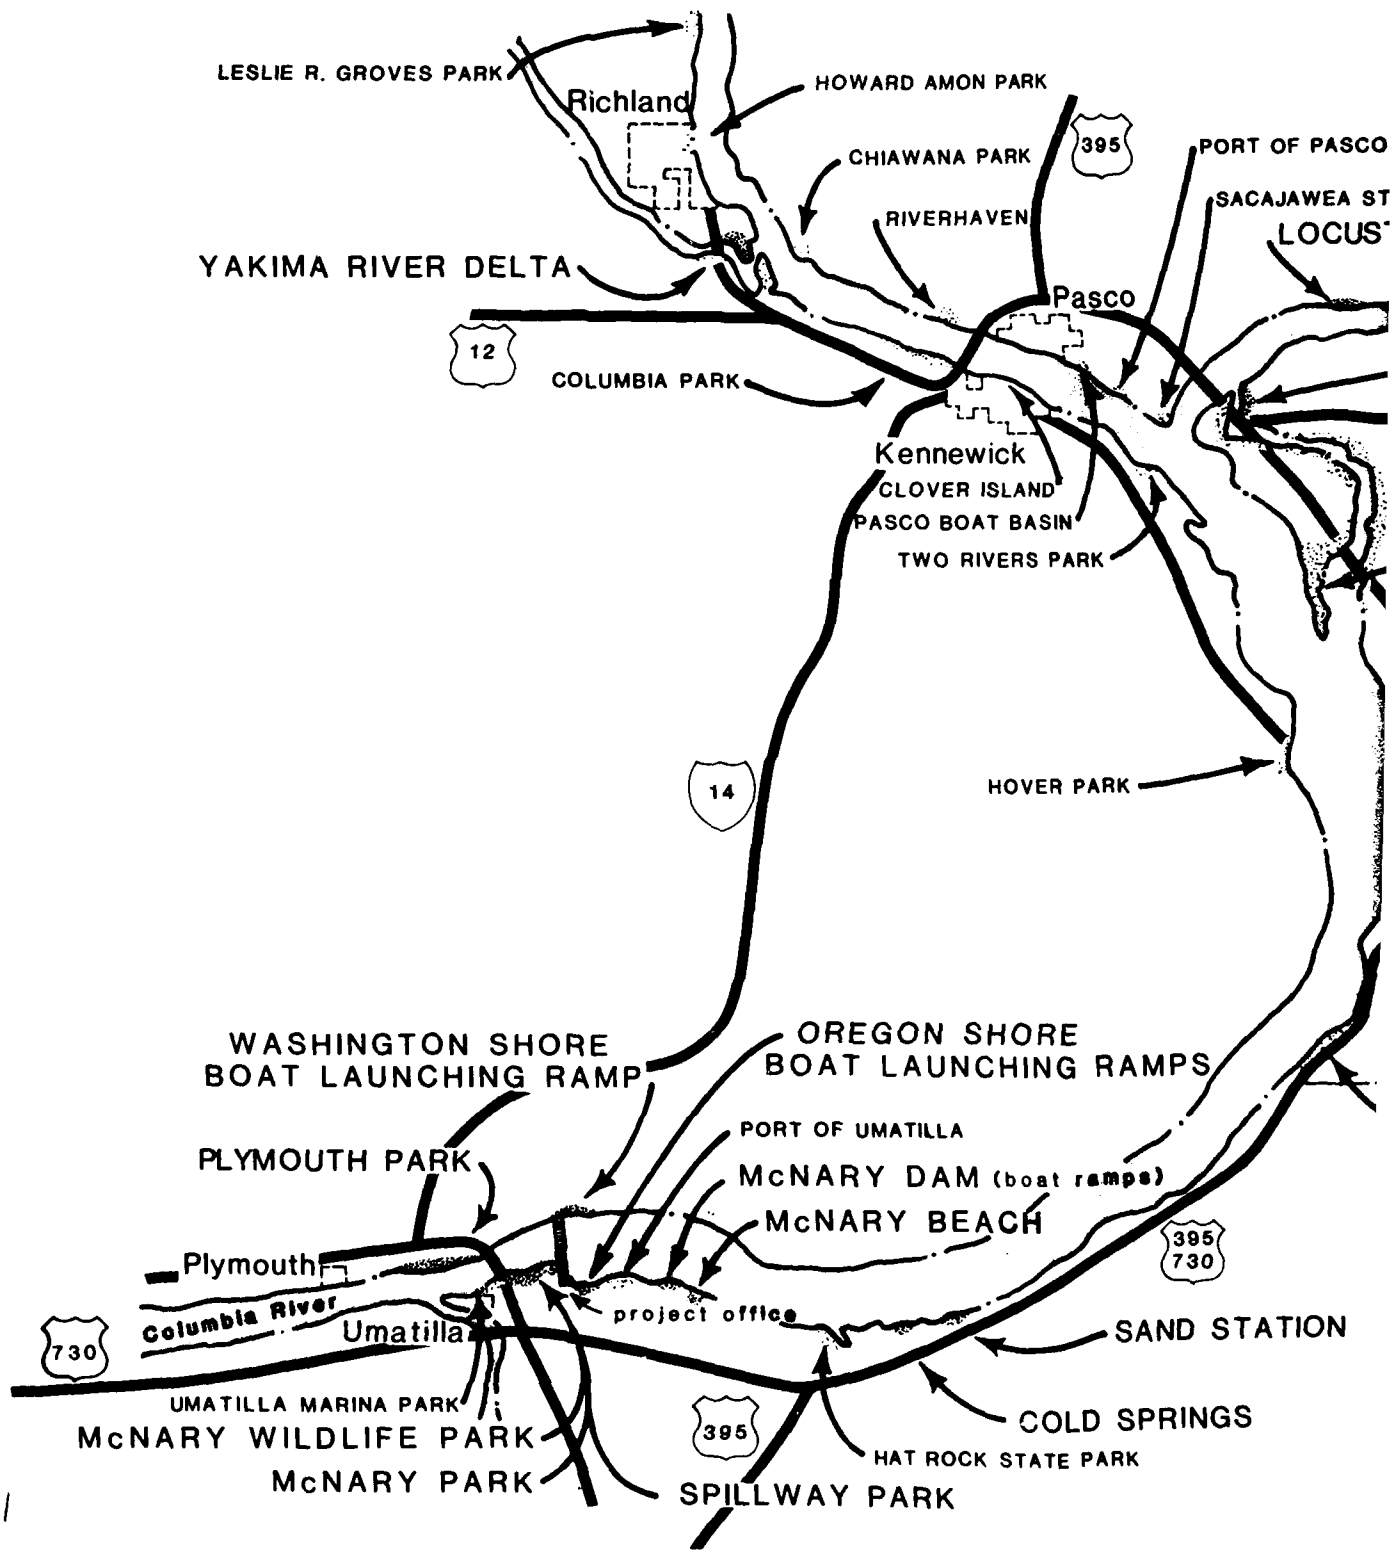 LESLIE R. GROVES PARK
HOWARD AMON PARK
Richland
395
CHIAWANA PARK
PORT OF PASCO
SACAJAWEA ST
RIVERHAVEN
LOCUS
YAKIMA RIVER DELTA
Pasco
12
COLUMBIA PARK
Kennewick
CLOVER ISLAND
PASCO BOAT BASIN
TWO RIVERS PARK
HOVER PARK
14
WASHINGTON SHORE
BOAT LAUNCHING RAMP
OREGON SHORE
BOAT LAUNCHING RAMPS
PORT OF UMATILLA
PLYMOUTH PARK
McNARY DAM (boat ramps)
McNARY BEACH
395
730
Plymouth
Columbia River
project office
Umatilla
730
SAND STATION
UMATILLA MARINA PARK
McNARY WILDLIFE PARK
395
COLD SPRINGS
HAT ROCK STATE PARK
McNARY PARK
SPILLWAY PARK